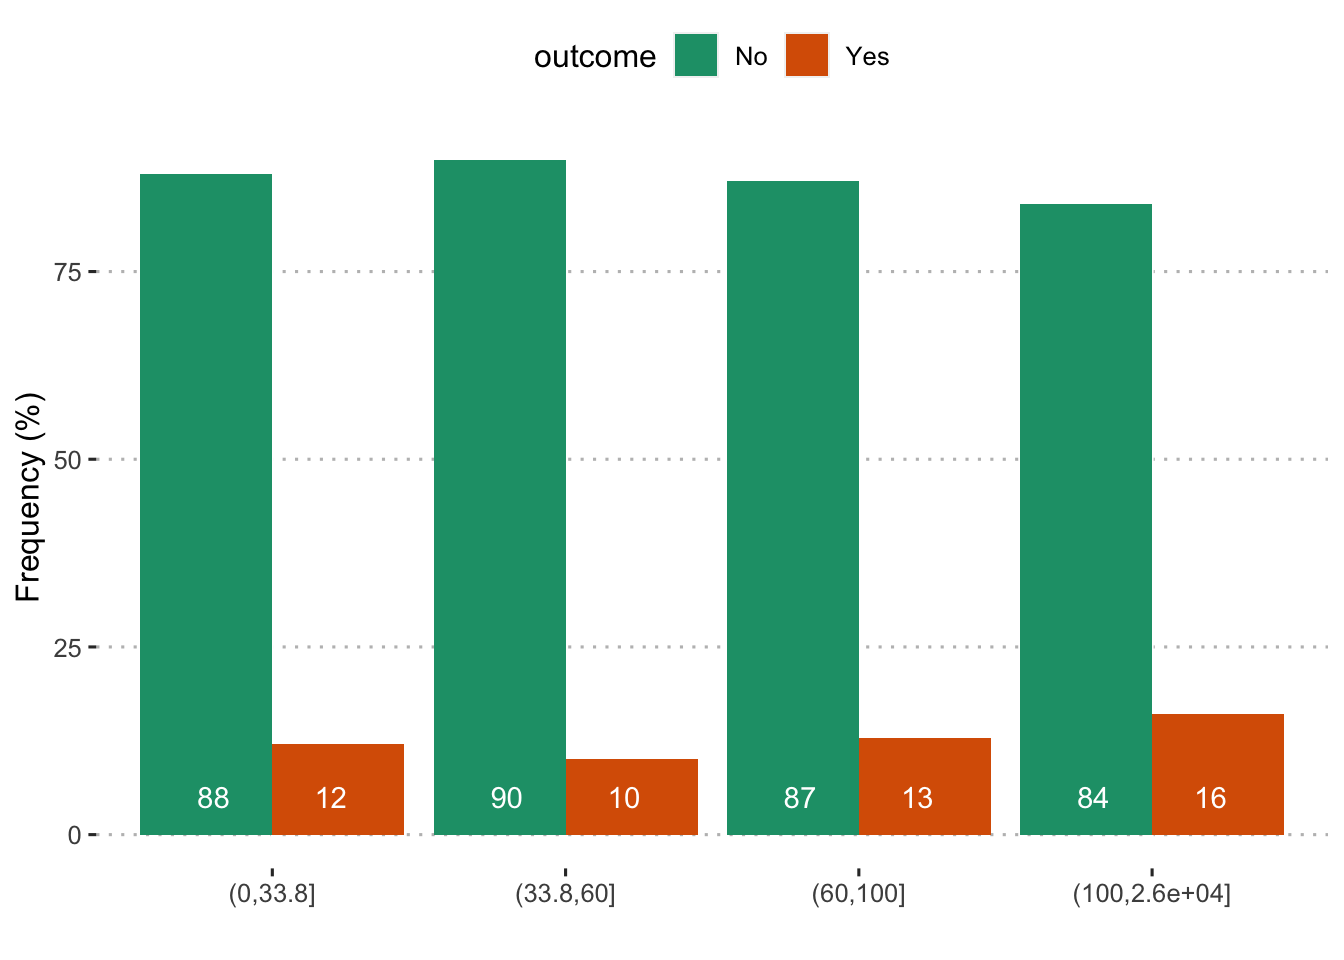 outcome No Yes
Frequency (%)
75
50
25
0
88 12 90 10 87 13 84 16
(0,33.8] (33.8,60] (60,100] (100,2.6e+04]